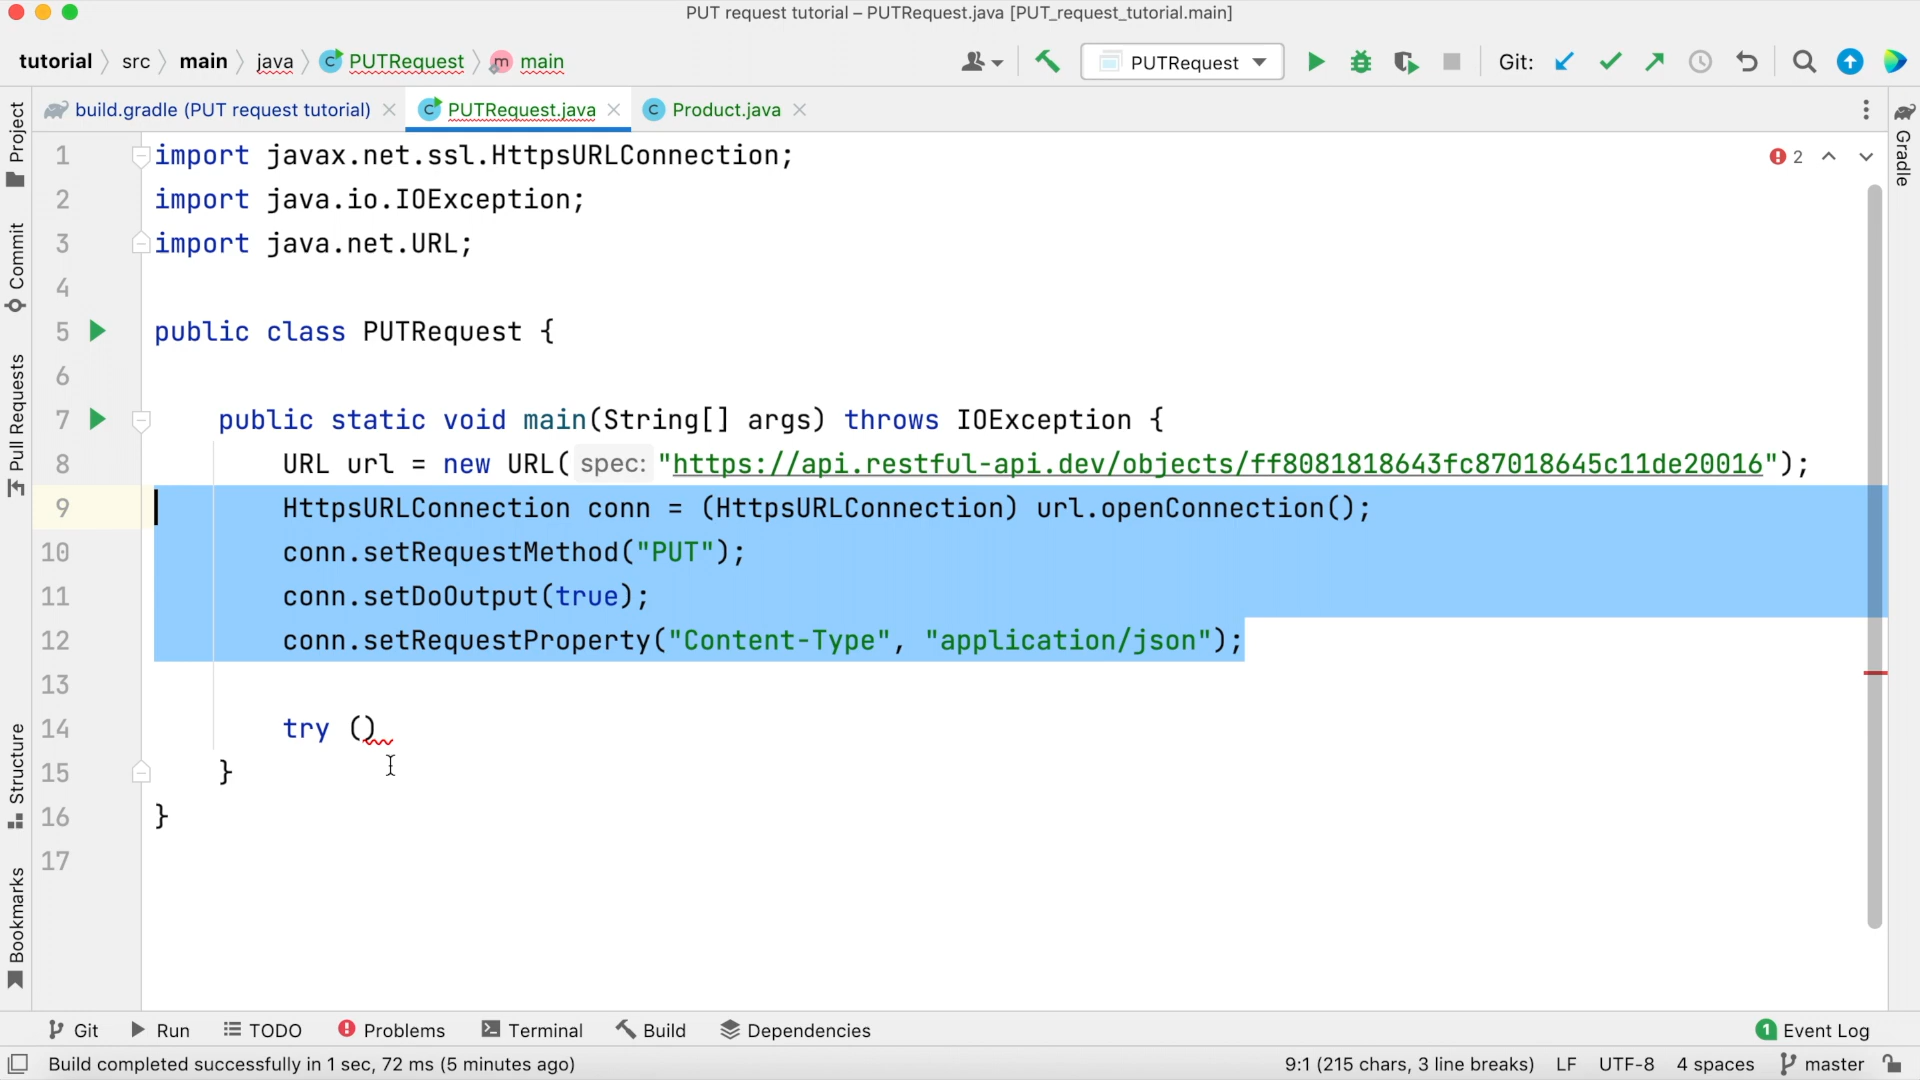 PUT request tutorial – PUTRequest.java [PUT_request_tutorial.main]
tutorial src main java PUTRequest main
PUTRequest Git:
build.gradle (PUT request tutorial) PUTRequest.java Product.java
Project
Commit
Pull Requests
Structure
Bookmarks
Gradle
2
1 import javax.net.ssl.HttpsURLConnection;
2 import java.io.IOException;
3 import java.net.URL;
4
5 public class PUTRequest {
6
7 public static void main(String[] args) throws IOException {
8 URL url = new URL( spec: "https://api.restful-api.dev/objects/ff8081818643fc87018645c11de20016");
9 HttpsURLConnection conn = (HttpsURLConnection) url.openConnection();
10 conn.setRequestMethod("PUT");
11 conn.setDoOutput(true);
12 conn.setRequestProperty("Content-Type", "application/json");
13
14 try ()
15 }
16 }
17
Git Run TODO Problems Terminal Build Dependencies 1 Event Log
Build completed successfully in 1 sec, 72 ms (5 minutes ago) 9:1 (215 chars, 3 line breaks) LF UTF-8 4 spaces master